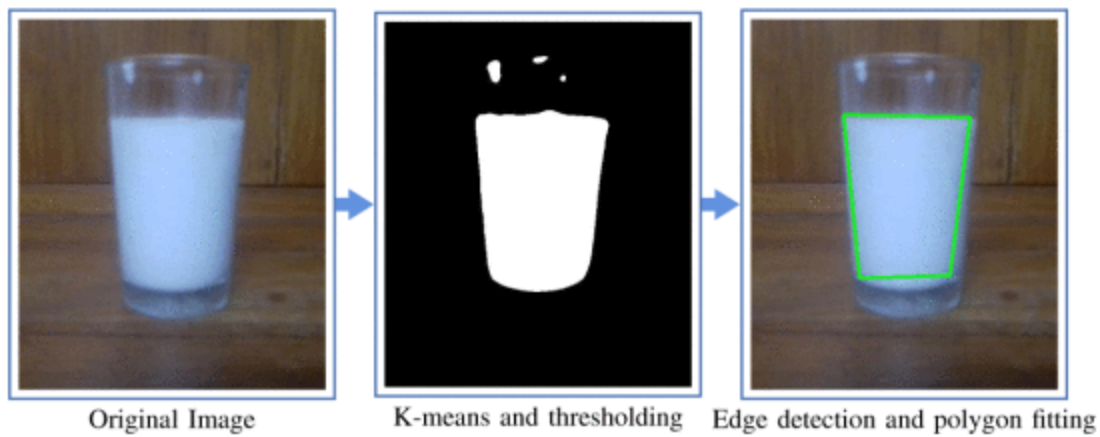 Original Image
K-means and thresholding
Edge detection and polygon fitting